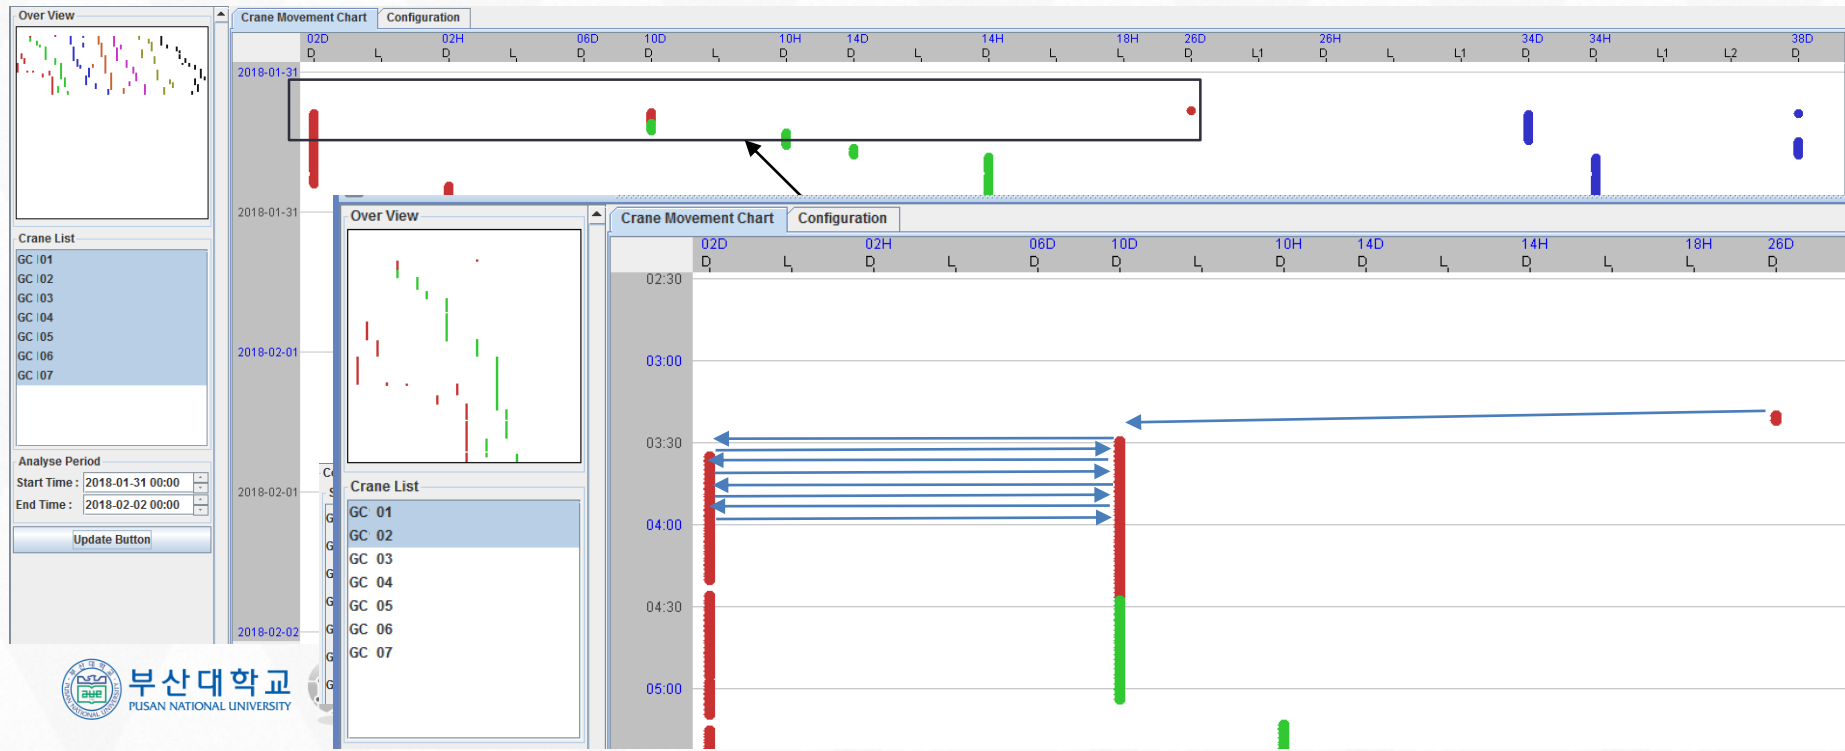 Over View
Crane Movement Chart
Configuration
02D 02H 06D 10D 10H 14D 14H 18H 26D 26H 34D 34H 38D
D L D L D D L D D L D L L D L1 D L L1 D D L1 L2 D
2018-01-31
2018-01-31
2018-02-01
2018-02-01
2018-02-02
Crane List
GC 01
GC 02
GC 03
GC 04
GC 05
GC 06
GC 07
Analyse Period
Start Time : 2018-01-31 00:00
End Time : 2018-02-02 00:00
Update Button
Over View
Crane Movement Chart
Configuration
02D 02H 06D 10D 10H 14D 14H 18H 26D
D L D L D D L D D L D L L D
02:30
03:00
03:30
04:00
04:30
05:00
Crane List
GC 01
GC 02
GC 03
GC 04
GC 05
GC 06
GC 07
부산대학교
PUSAN NATIONAL UNIVERSITY